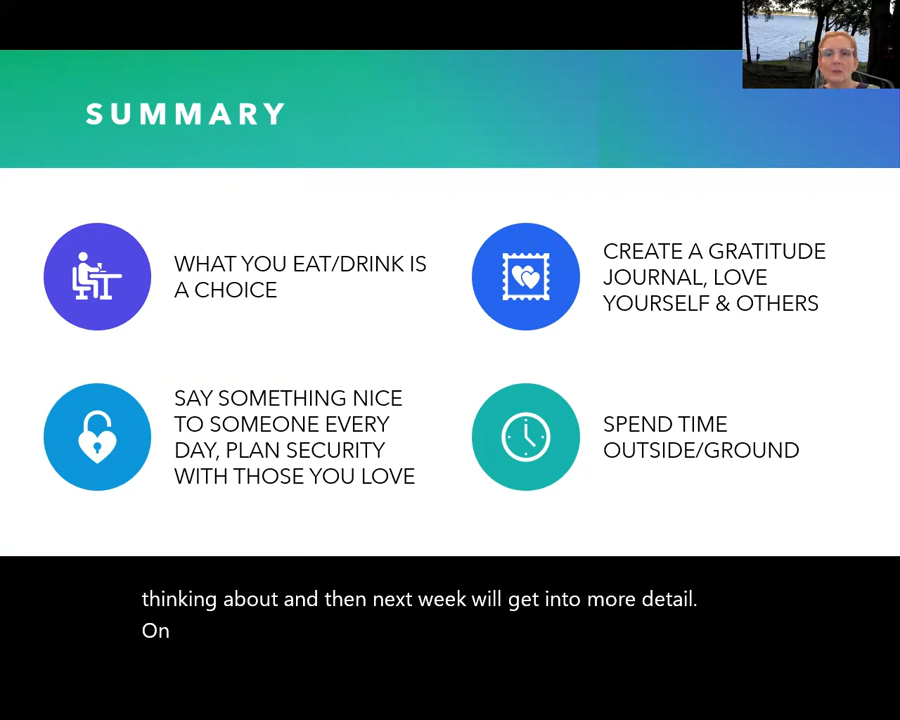 SUMMARY
WHAT YOU EAT/DRINK IS
A CHOICE
CREATE A GRATITUDE
JOURNAL, LOVE
YOURSELF & OTHERS
SAY SOMETHING NICE
TO SOMEONE EVERY
DAY, PLAN SECURITY
WITH THOSE YOU LOVE
SPEND TIME
OUTSIDE/GROUND
thinking about and then next week will get into more detail.
On